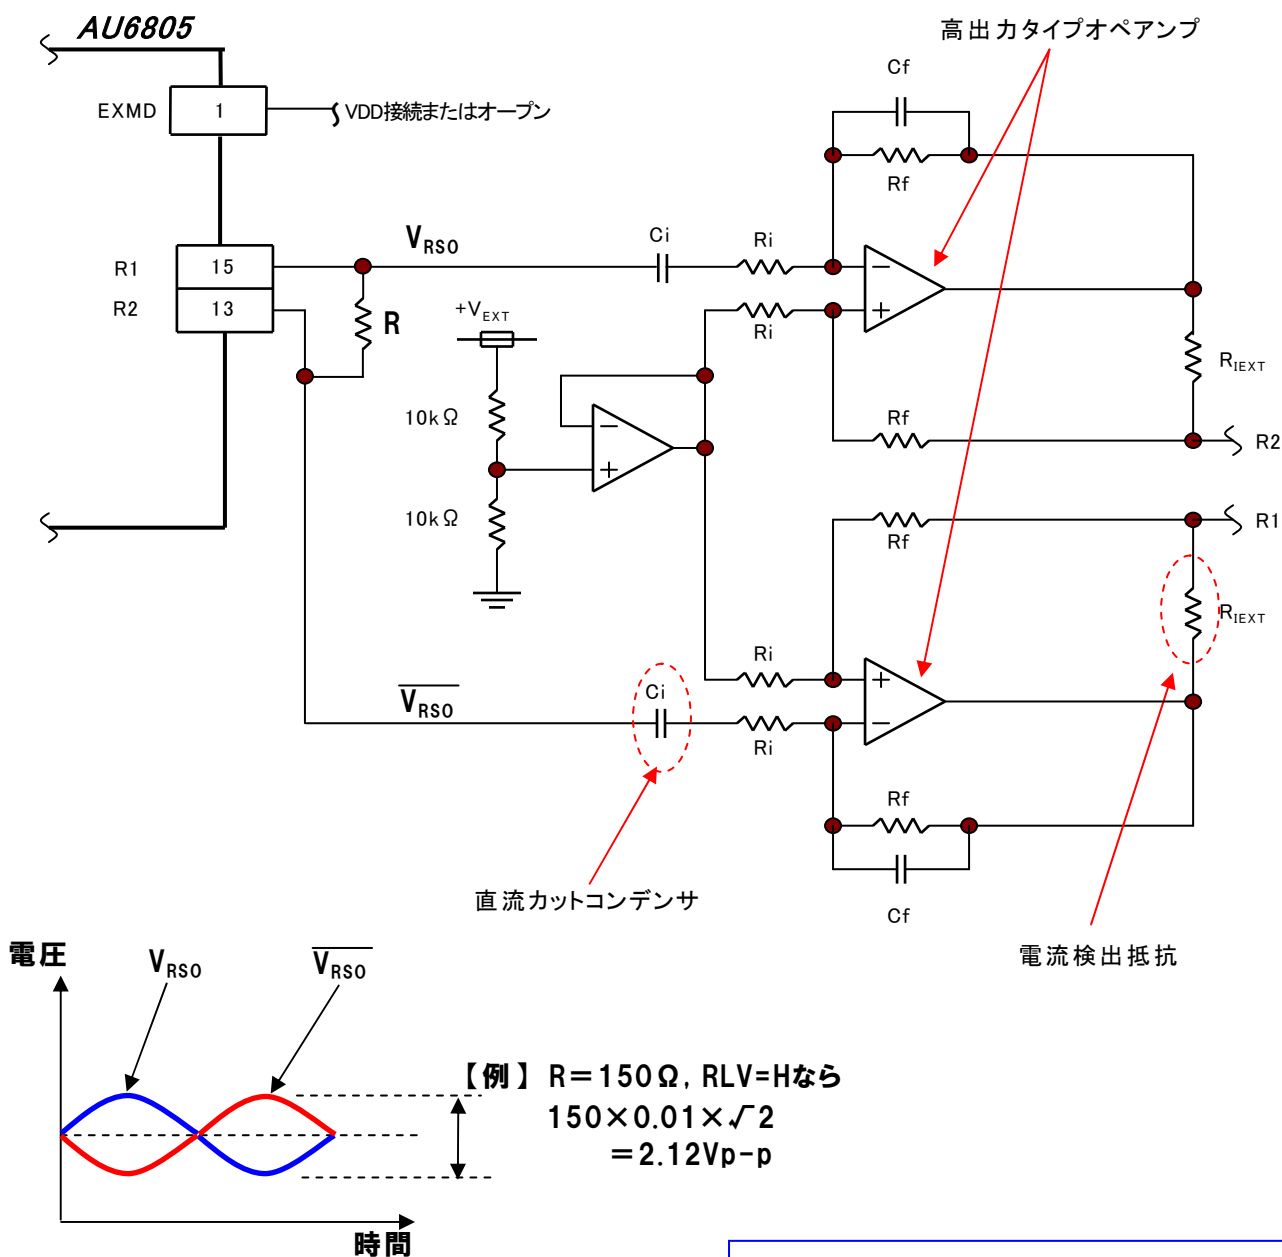 AU6805
高出力タイプオペアンプ
Cf
EXMD 1 VDD接続またはオープン
Rf
VRSO
Ci
Ri
R1 15
R2 13
+VEXT
R
Ri
RIEXT
10kΩ
Rf
R2
10kΩ
R1
Rf
RIEXT
Ri
VRSO
Ci
Ri
Rf
直流カットコンデンサ
Cf
電流検出抵抗
電圧
VRSO
VRSO
【例】 R=150Ω, RLV=Hなら
150×0.01×√2
=2.12Vp-p
時間